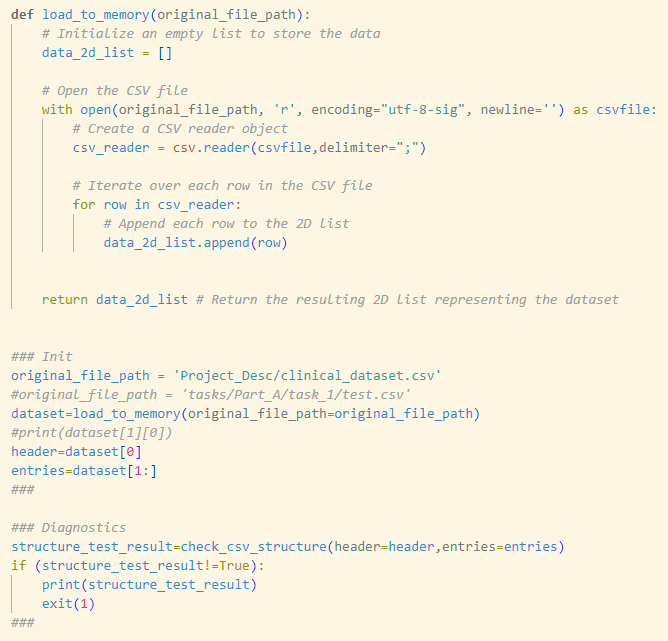 def load_to_memory(original_file_path):
    # Initialize an empty list to store the data
    data_2d_list = []
    # Open the CSV file
    with open(original_file_path, 'r', encoding="utf-8-sig", newline='') as csvfile:
        # Create a CSV reader object
        csv_reader = csv.reader(csvfile,delimiter=";")
        # Iterate over each row in the CSV file
        for row in csv_reader:
            # Append each row to the 2D list
            data_2d_list.append(row)
    return data_2d_list # Return the resulting 2D list representing the dataset
### Init
original_file_path = 'Project_Desc/clinical_dataset.csv'
#original_file_path = 'tasks/Part_A/task_1/test.csv'
dataset=load_to_memory(original_file_path=original_file_path)
#print(dataset[1][0])
header=dataset[0]
entries=dataset[1:]
###
### Diagnostics
structure_test_result=check_csv_structure(header=header,entries=entries)
if (structure_test_result!=True):
    print(structure_test_result)
    exit(1)
###